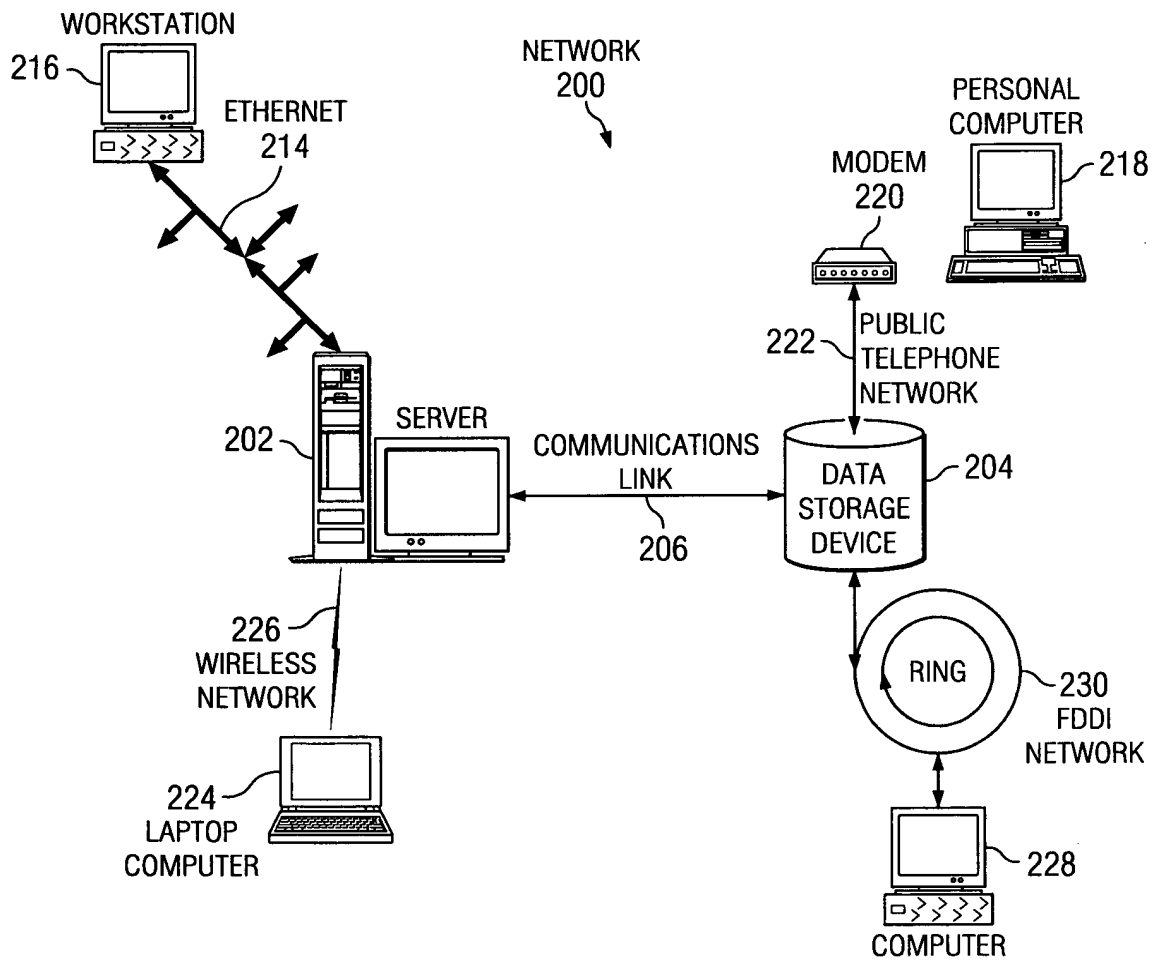 WORKSTATION
216
ETHERNET
214
NETWORK
200
PERSONAL
COMPUTER
218
MODEM
220
222
PUBLIC
TELEPHONE
NETWORK
202
SERVER
COMMUNICATIONS
LINK
206
DATA
STORAGE
DEVICE
204
226
WIRELESS
NETWORK
RING
230
FDDI
NETWORK
224
LAPTOP
COMPUTER
228
COMPUTER